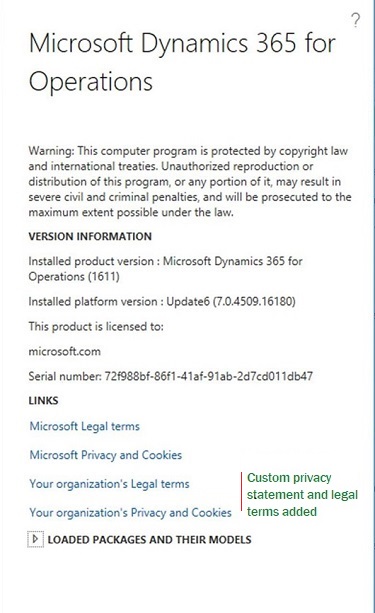 ?
Microsoft Dynamics 365 for
Operations
Warning: This computer program is protected by copyright law
and international treaties. Unauthorized reproduction or
distribution of this program, or any portion of it, may result in
severe civil and criminal penalties, and will be prosecuted to the
maximum extent possible under the law.
VERSION INFORMATION
Installed product version : Microsoft Dynamics 365 for
Operations (1611)
Installed platform version : Update6 (7.0.4509.16180)
This product is licensed to:
microsoft.com
Serial number: 72f988bf-86f1-41af-91ab-2d7cd011db47
LINKS
Microsoft Legal terms
Microsoft Privacy and Cookies
Your organization's Legal terms
Your organization's Privacy and Cookies
Custom privacy
statement and legal
terms added
LOADED PACKAGES AND THEIR MODELS